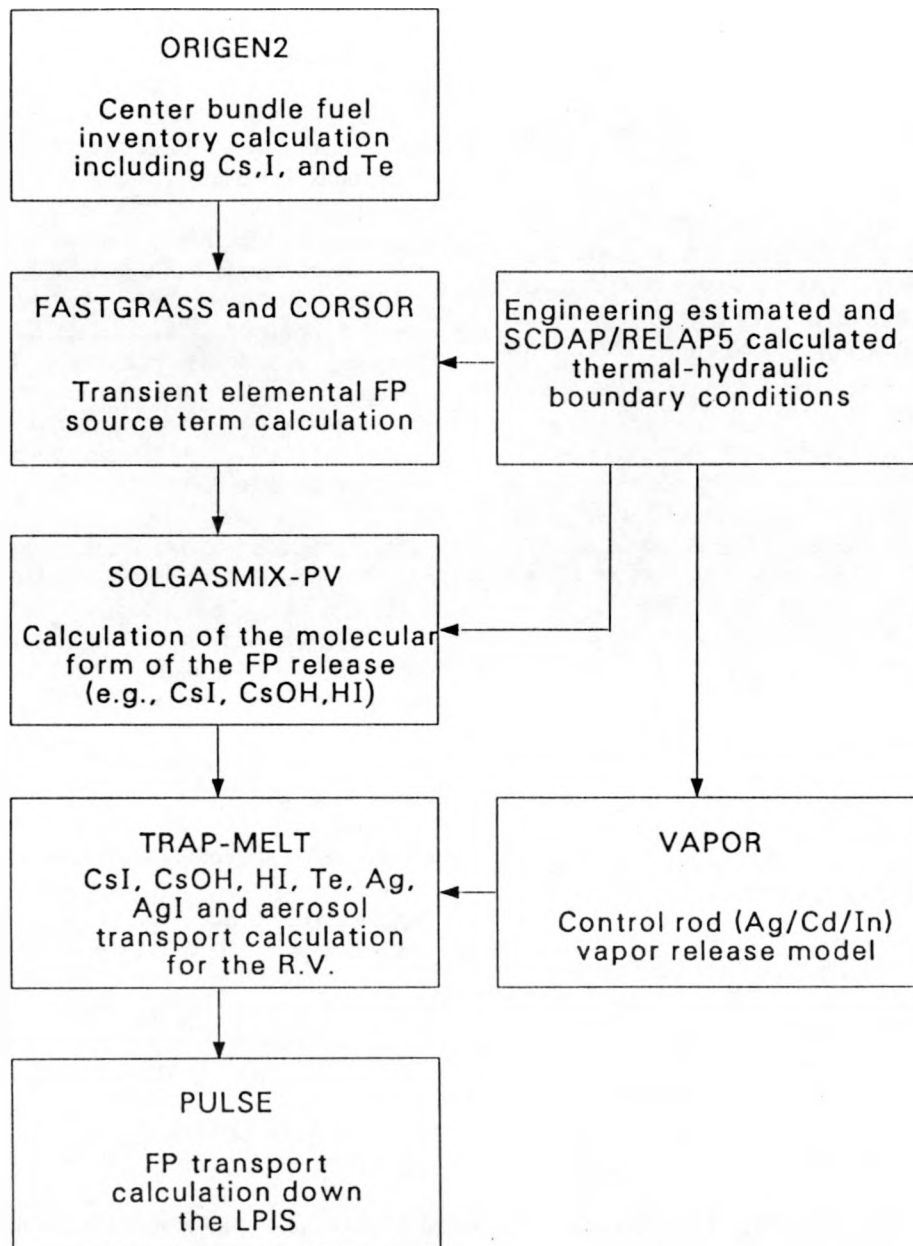 ORIGEN2
Center bundle fuel
inventory calculation
including Cs,I, and Te
FASTGRASS and CORSOR
Transient elemental FP
source term calculation
Engineering estimated and
SCDAP/RELAP5 calculated
thermal-hydraulic
boundary conditions
SOLGASMIX-PV
Calculation of the molecular
form of the FP release
(e.g., CsI, CsOH,HI)
TRAP-MELT
CsI, CsOH, HI, Te, Ag,
AgI and aerosol
transport calculation
for the R.V.
VAPOR
Control rod (Ag/Cd/In)
vapor release model
PULSE
FP transport
calculation down
the LPIS